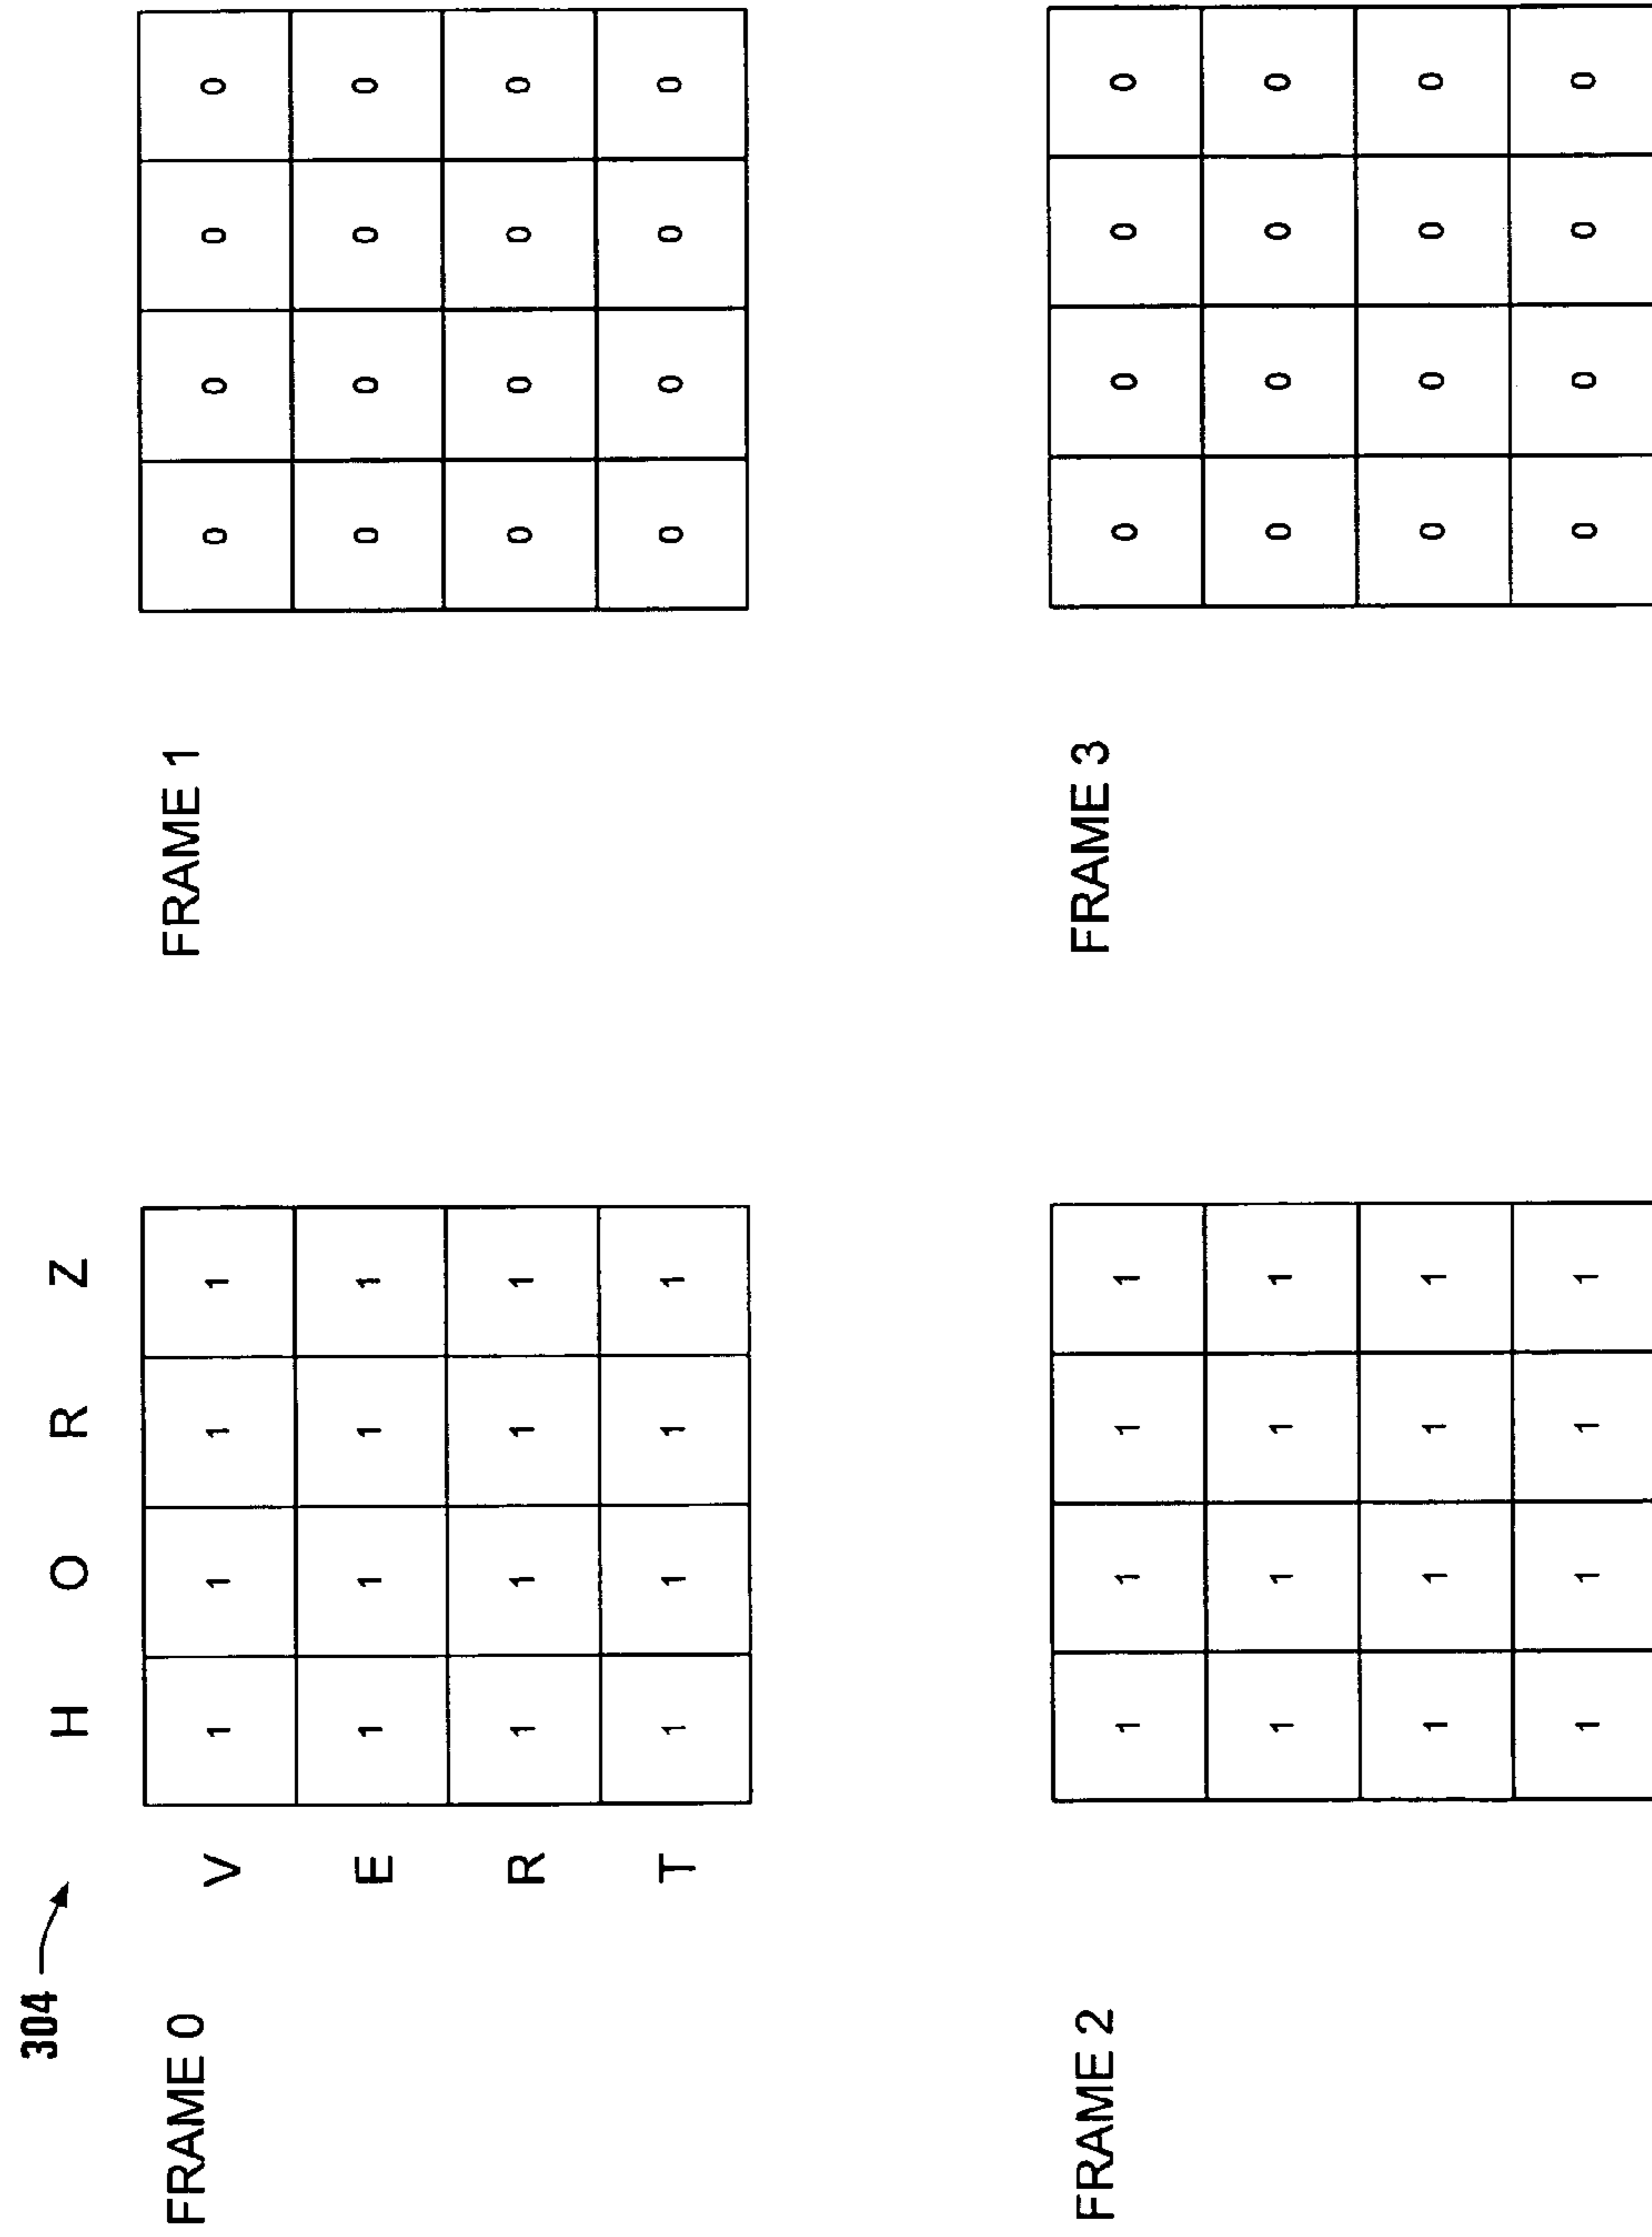 304
H O R Z
FRAME 0 V 1 1 1 1 FRAME 1 0 0 0 0
E 1 1 1 1 0 0 0 0
R 1 1 1 1 0 0 0 0
T 1 1 1 1 0 0 0 0
FRAME 2 1 1 1 1 FRAME 3 0 0 0 0
1 1 1 1 0 0 0 0
1 1 1 1 0 0 0 0
1 1 1 1 0 0 0 0